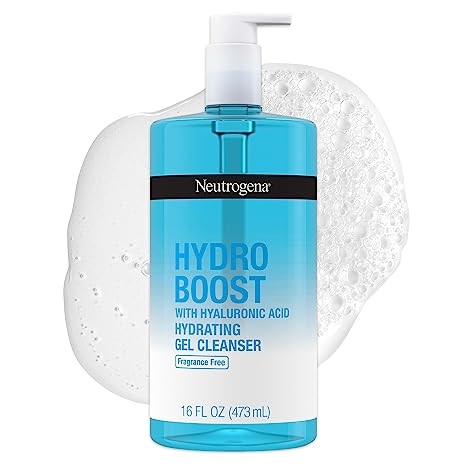 Neutrogena®
HYDRO
BOOST
WITH HYALURONIC ACID
HYDRATING
GEL CLEANSER
Fragrance Free
16 FL OZ (473 mL)